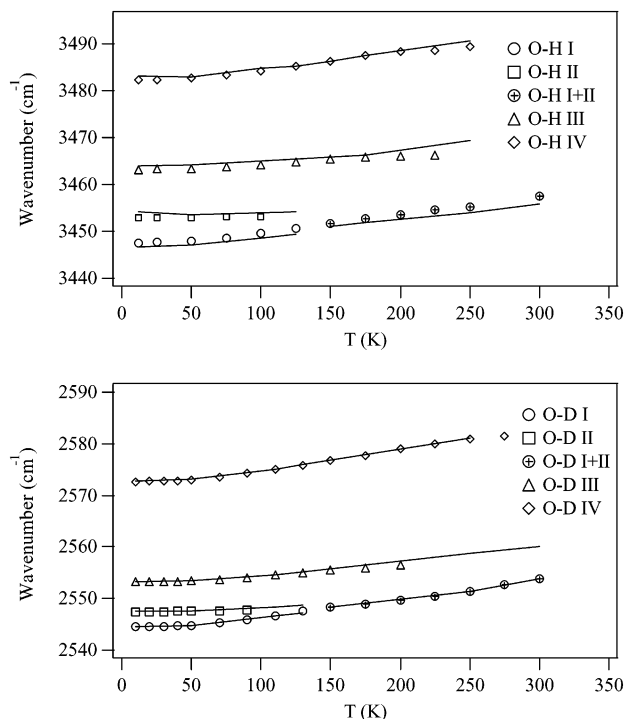 3490
3480
3470
3460
3450
3440
Wavenumber (cm-1)
O-H I
O-H II
O-H I+II
O-H III
O-H IV
0 50 100 150 200 250 300 350
T (K)
2590
2580
2570
2560
2550
2540
Wavenumber (cm-1)
O-D I
O-D II
O-D I+II
O-D III
O-D IV
0 50 100 150 200 250 300 350
T (K)